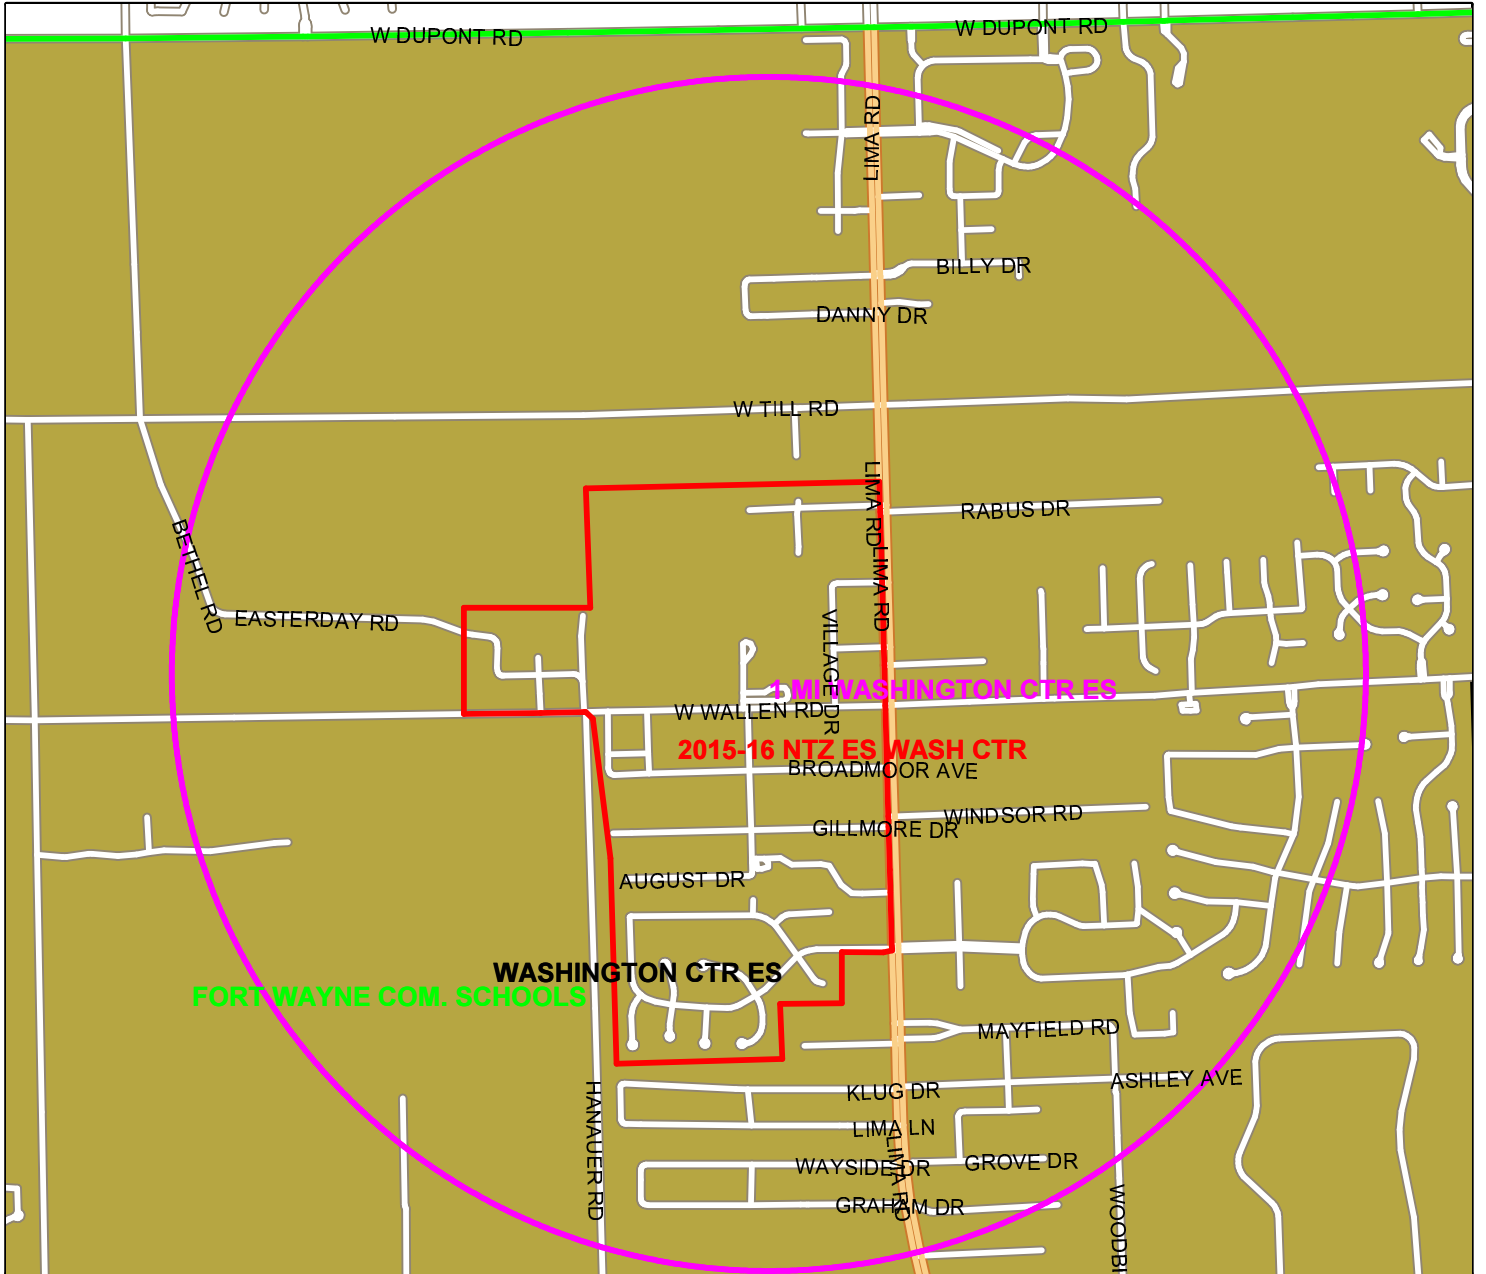 W DUPONT RD
W DUPONT RD
LIMA RD
BILLY DR
DANNY DR
W TILL RD
LIMA RD
RABUS DR
BETHEL RD
LIMA RD
EASTERDAY RD
VILLAGE DR
1 MI WASHINGTON CTR ES
W WALLEN RD
2015-16 NTZ ES WASH CTR
BROADMOOR AVE
WINDSOR RD
GILLMORE DR
AUGUST DR
WASHINGTON CTR ES
FORT WAYNE COM. SCHOOLS
MAYFIELD RD
ASHLEY AVE
KLUG DR
HANAUER RD
LIMA LN
LIMA RD
WAYSIDE DR
GROVE DR
GRAHAM DR
WOODBI